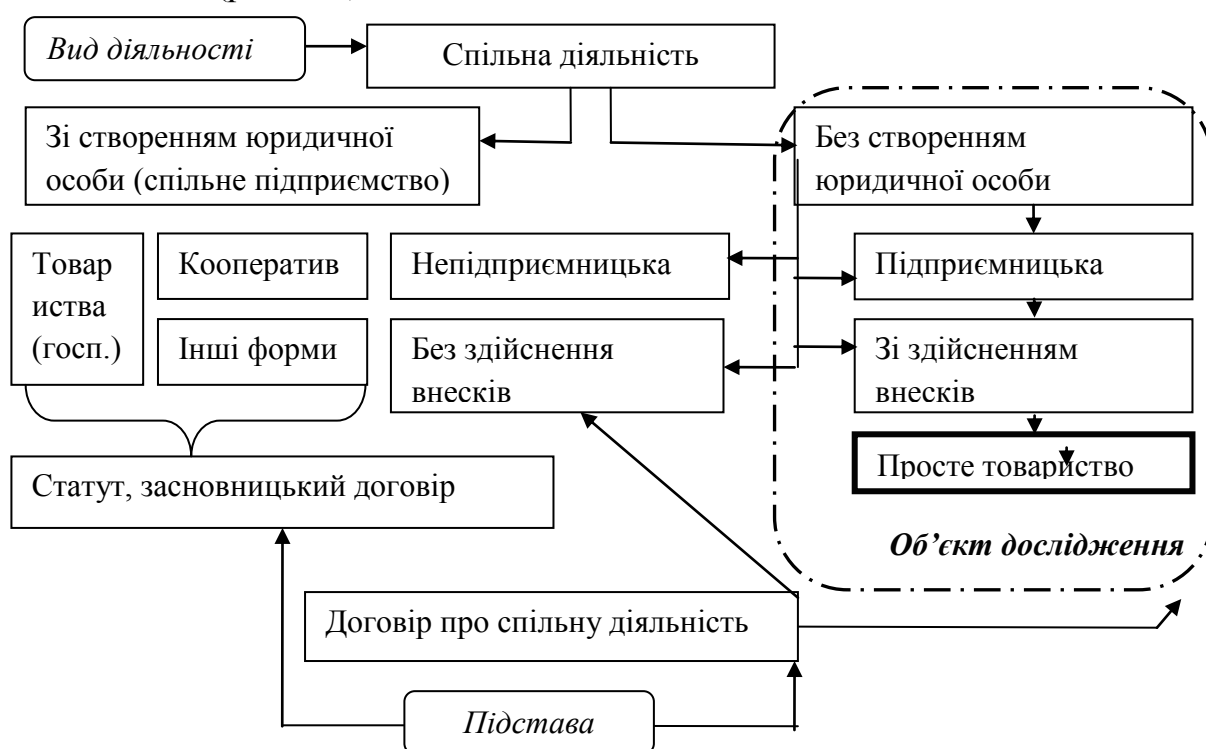 Вид діяльності
Спільна діяльність
Зі створенням юридичної
особи (спільне підприємство)
Без створенням
юридичної особи
Товар
иства
(госп.)
Кооператив
Інші форми
Непідприємницька
Підприємницька
Без здійснення
внесків
Зі здійсненням
внесків
Просте товариство
Статут, засновницький договір
Об’єкт дослідження
Договір про спільну діяльність
Підстава